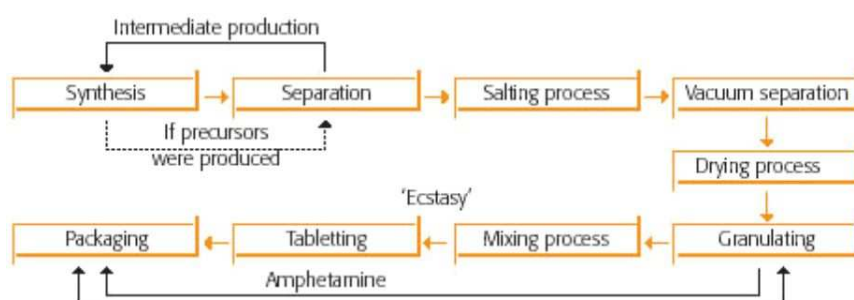 Intermediate production
Synthesis
Separation
Salting process
Vacuum separation
If precursors
were produced
Drying process
'Ecstasy'
Packaging
Tabletting
Mixing process
Granulating
Amphetamine